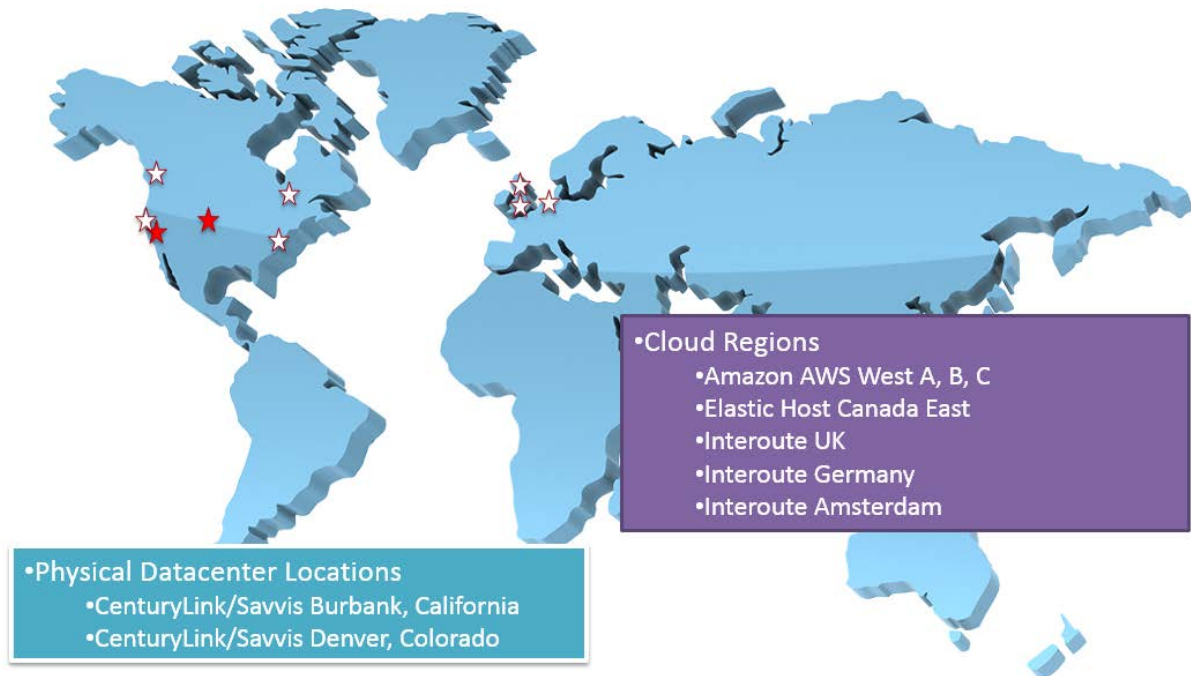 •Cloud Regions
•Amazon AWS West A, B, C
•Elastic Host Canada East
•Interoute UK
•Interoute Germany
•Interoute Amsterdam
•Physical Datacenter Locations
•CenturyLink/Savvis Burbank, California
•CenturyLink/Savvis Denver, Colorado